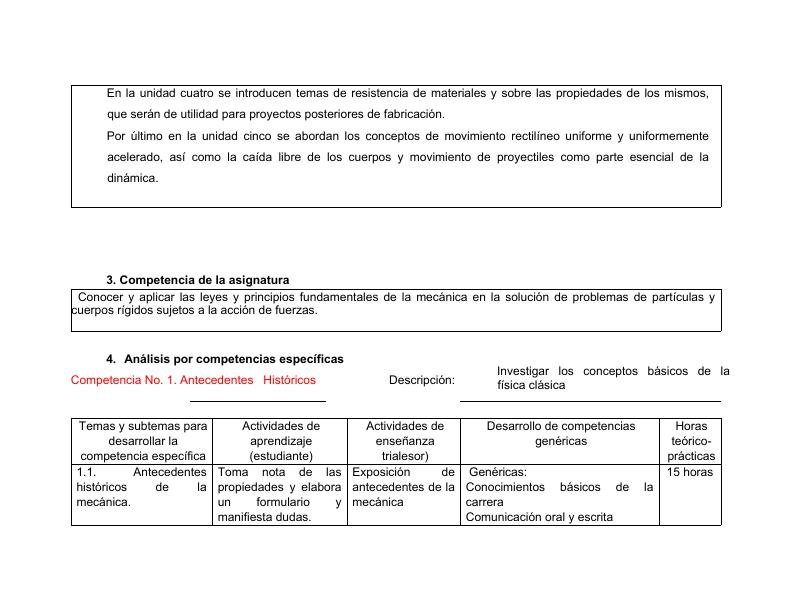 En la unidad cuatro se introducen temas de resistencia de materiales y sobre las propiedades de los mismos,
que serán de utilidad para proyectos posteriores de fabricación.
Por último en la unidad cinco se abordan los conceptos de movimiento rectilíneo uniforme y uniformemente
acelerado, así como la caída libre de los cuerpos y movimiento de proyectiles como parte esencial de la
dinámica.
3. Competencia de la asignatura
Conocer y aplicar las leyes y principios fundamentales de la mecánica en la solución de problemas de partículas y
cuerpos rígidos sujetos a la acción de fuerzas.
4. Análisis por competencias específicas
Competencia No. 1. Antecedentes Históricos
Descripción:
Investigar los conceptos básicos de la
física clásica
Temas y subtemas para
desarrollar la
competencia específica
Actividades de
aprendizaje
(estudiante)
Actividades de
enseñanza
trialesor)
Desarrollo de competencias
genéricas
Horas
teórico-
prácticas
1.1. Antecedentes
históricos de la
mecánica.
Toma nota de las
propiedades y elabora
un formulario y
manifiesta dudas.
Exposición de
antecedentes de la
mecánica
Genéricas:
Conocimientos básicos de la
carrera
Comunicación oral y escrita
15 horas